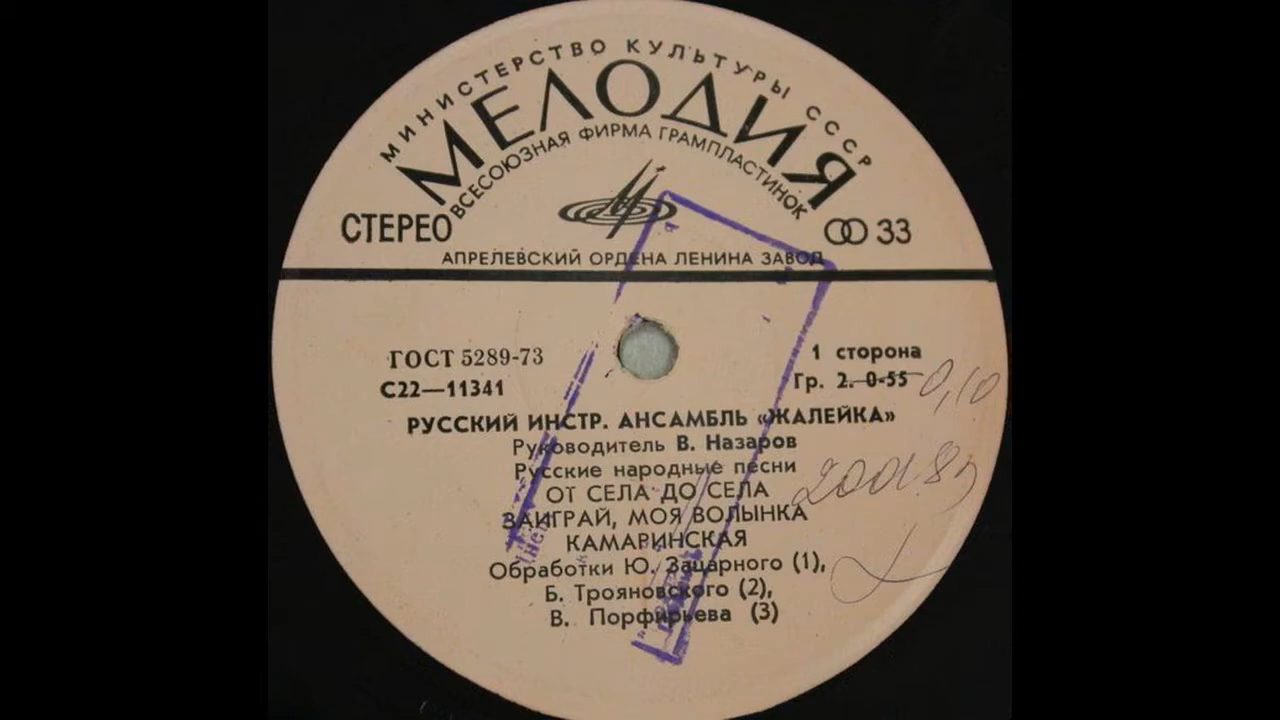 МИНИСТЕРСТВО КУЛЬТУРЫ СССР
МЕЛОДИЯ
ВСЕСОЮЗНАЯ ФИРМА ГРАМПЛАСТИНОК
СТЕРЕО
33
АПРЕЛЕВСКИЙ ОРДЕНА ЛЕНИНА ЗАВОД
ГОСТ 5289-73
1 сторона
С22—11341
Гр. 2. 0-55 0,10
РУССКИЙ ИНСТР. АНСАМБЛЬ «ЖАЛЕЙКА»
Руководитель В. Назаров
Русские народные песни
ОТ СЕЛА ДО СЕЛА
ЗАИГРАЙ, МОЯ ВОЛЫНКА
КАМАРИНСКАЯ
Обработки Ю. Зацарного (1),
Б. Трояновского (2),
В. Порфирьева (3)